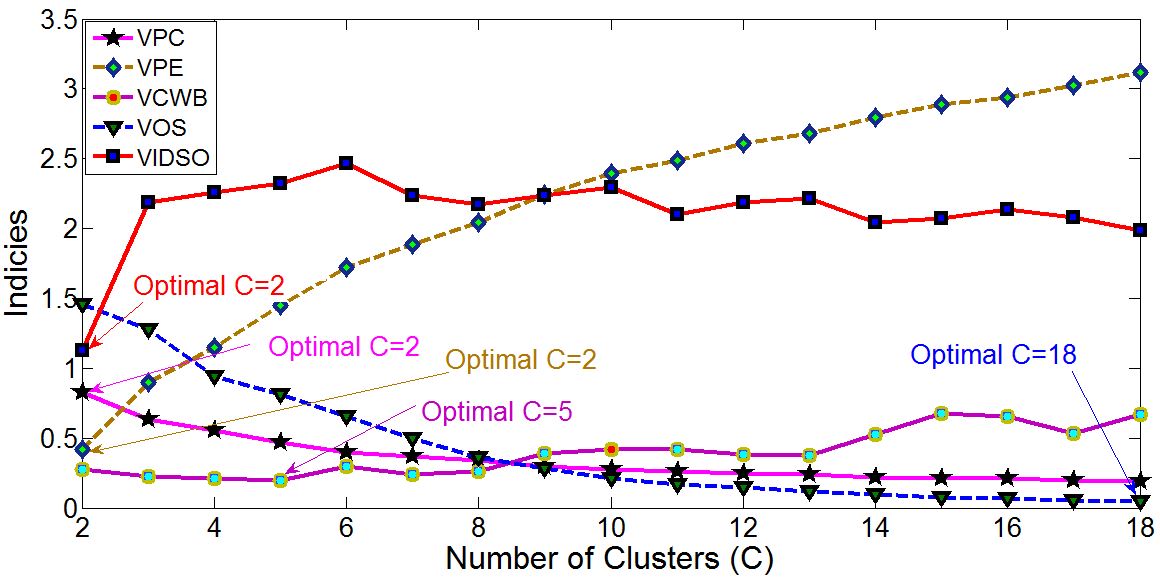 3.5
3
2.5
2
1.5
1
0.5
0
Indicies
VPC
VPE
VCWB
VOS
VIDSO
Optimal C=2
Optimal C=2
Optimal C=2
Optimal C=18
Optimal C=5
2 4 6 8 10 12 14 16 18
Number of Clusters (C)